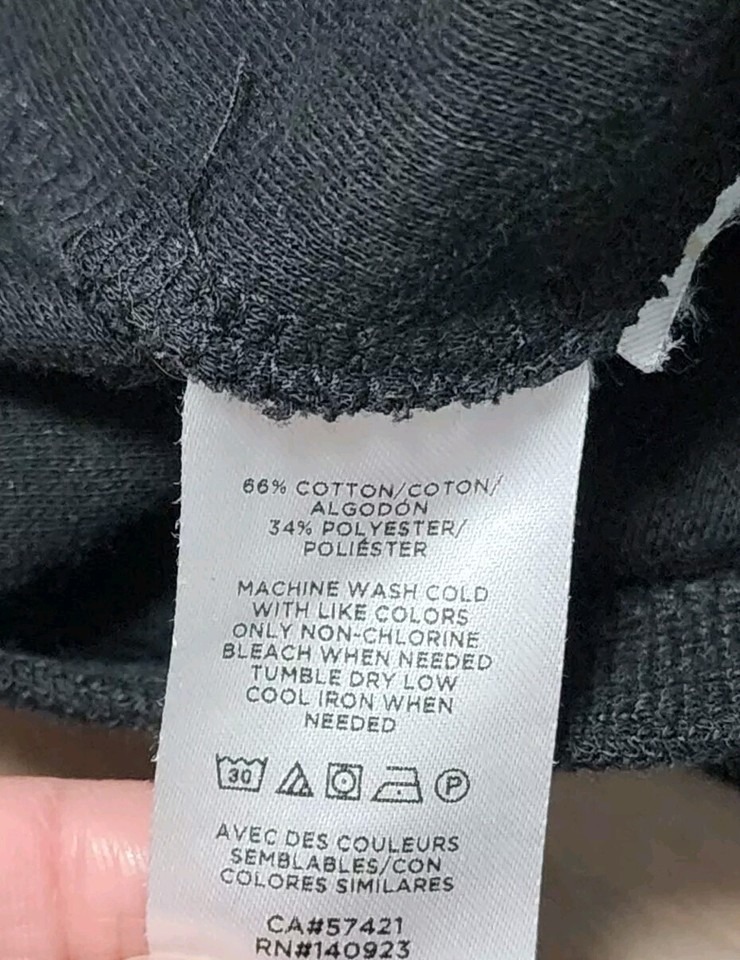 66% COTTON/COTON/
ALGODÓN
34% POLYESTER/
POLIÉSTER
MACHINE WASH COLD
WITH LIKE COLORS
ONLY NON-CHLORINE
BLEACH WHEN NEEDED
TUMBLE DRY LOW
COOL IRON WHEN
NEEDED
30 P
AVEC DES COULEURS
SEMBLABLES/CON
COLORES SIMILARES
CA#57421
RN#140923